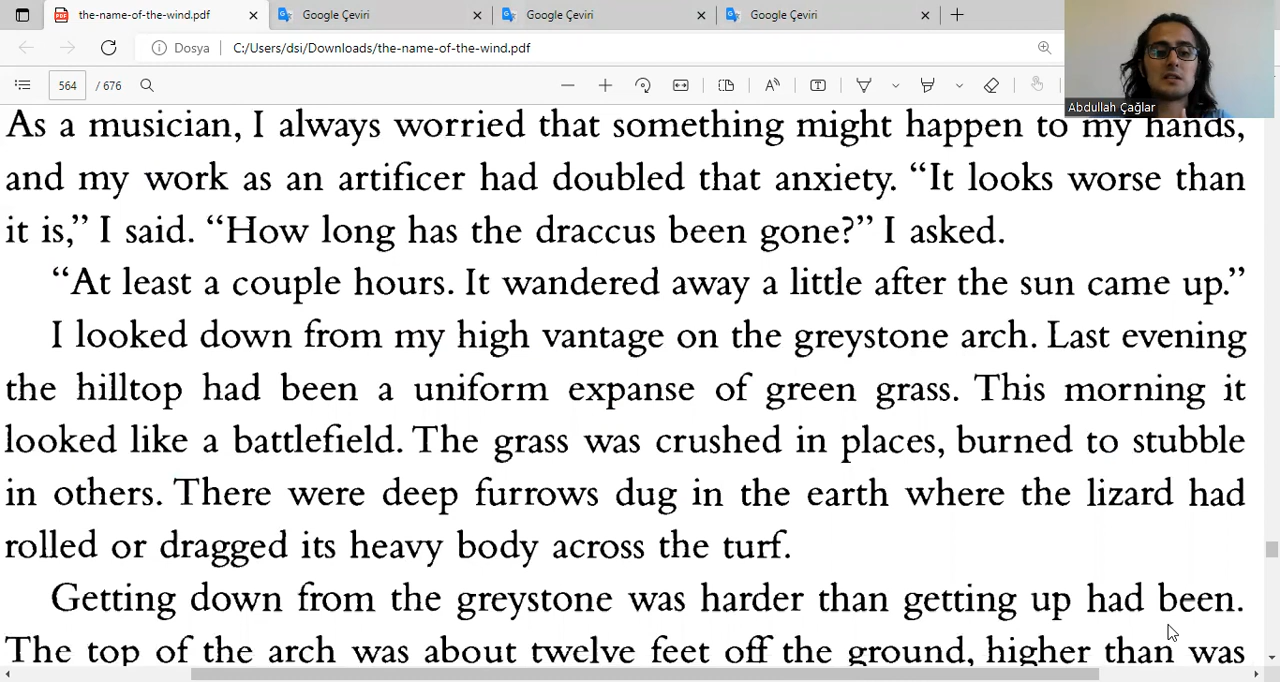 the-name-of-the-wind.pdf
Google Çeviri
Google Çeviri
Google Çeviri
Dosya
C:/Users/dsi/Downloads/the-name-of-the-wind.pdf
564 / 676
Abdullah Çağlar
As a musician, I always worried that something might happen to my hands,
and my work as an artificer had doubled that anxiety. “It looks worse than
it is,” I said. “How long has the draccus been gone?” I asked.
“At least a couple hours. It wandered away a little after the sun came up.”
I looked down from my high vantage on the greystone arch. Last evening
the hilltop had been a uniform expanse of green grass. This morning it
looked like a battlefield. The grass was crushed in places, burned to stubble
in others. There were deep furrows dug in the earth where the lizard had
rolled or dragged its heavy body across the turf.
Getting down from the greystone was harder than getting up had been.
The top of the arch was about twelve feet off the ground, higher than was